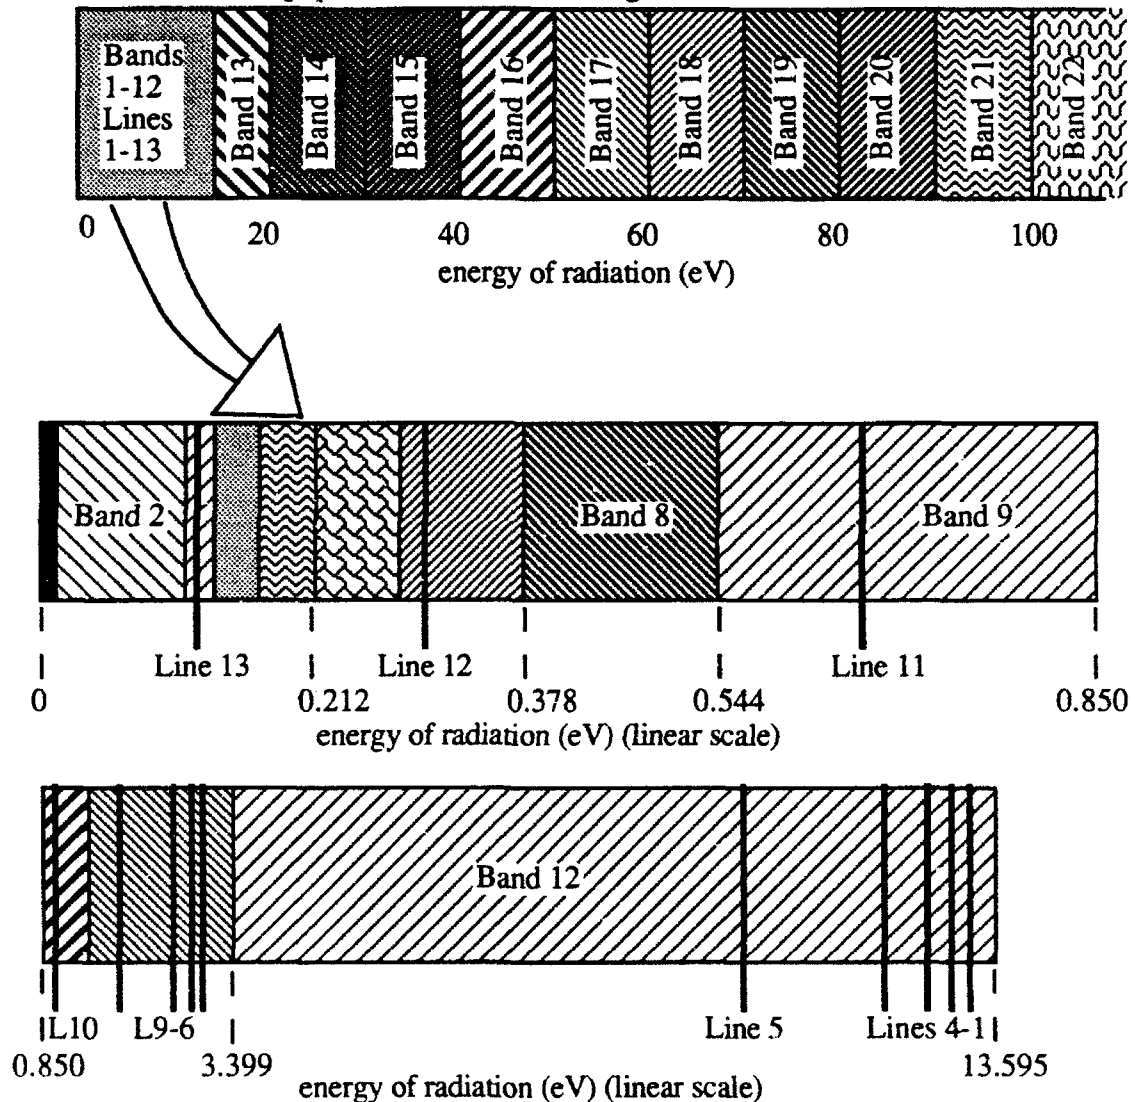 Bands
1-12
Lines
1-13
Band 13
Band 14
Band 15
Band 16
Band 17
Band 18
Band 19
Band 20
Band 21
Band 22
0 20 40 60 80 100
energy of radiation (eV)
Band 2
Band 8
Band 9
Line 13 Line 12 Line 11
0 0.212 0.378 0.544 0.850
energy of radiation (eV) (linear scale)
Band 12
L10 L9-6 Line 5 Lines 4-1
0.850 3.399 13.595
energy of radiation (eV) (linear scale)